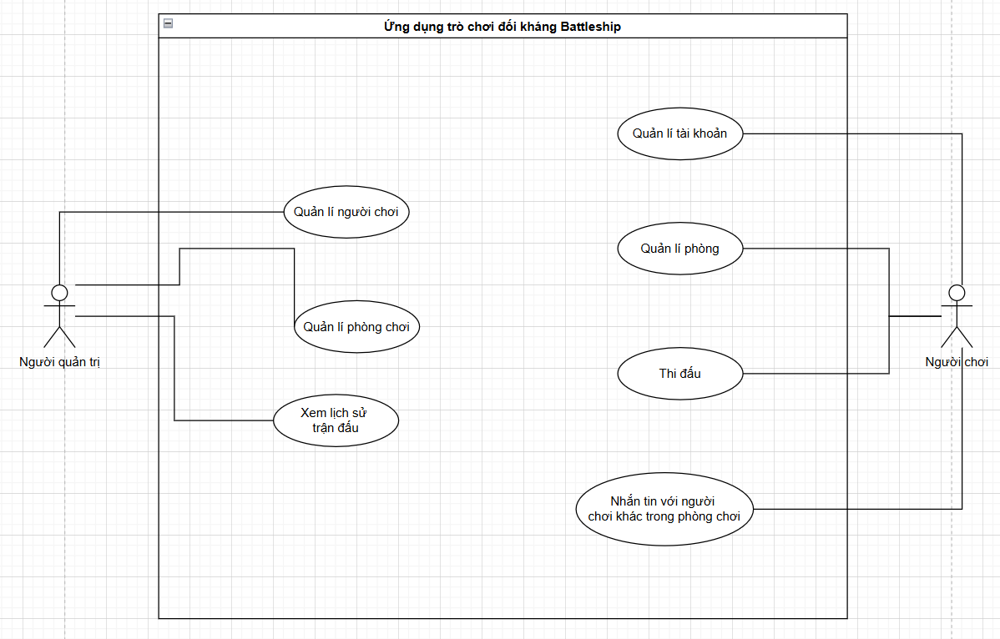 Ứng dụng trò chơi đối kháng Battleship
Quản lí tài khoản
Quản lí người chơi
Quản lí phòng
Quản lí phòng chơi
Người quản trị
Người chơi
Thi đấu
Xem lịch sử
trận đấu
Nhắn tin với người
chơi khác trong phòng chơi